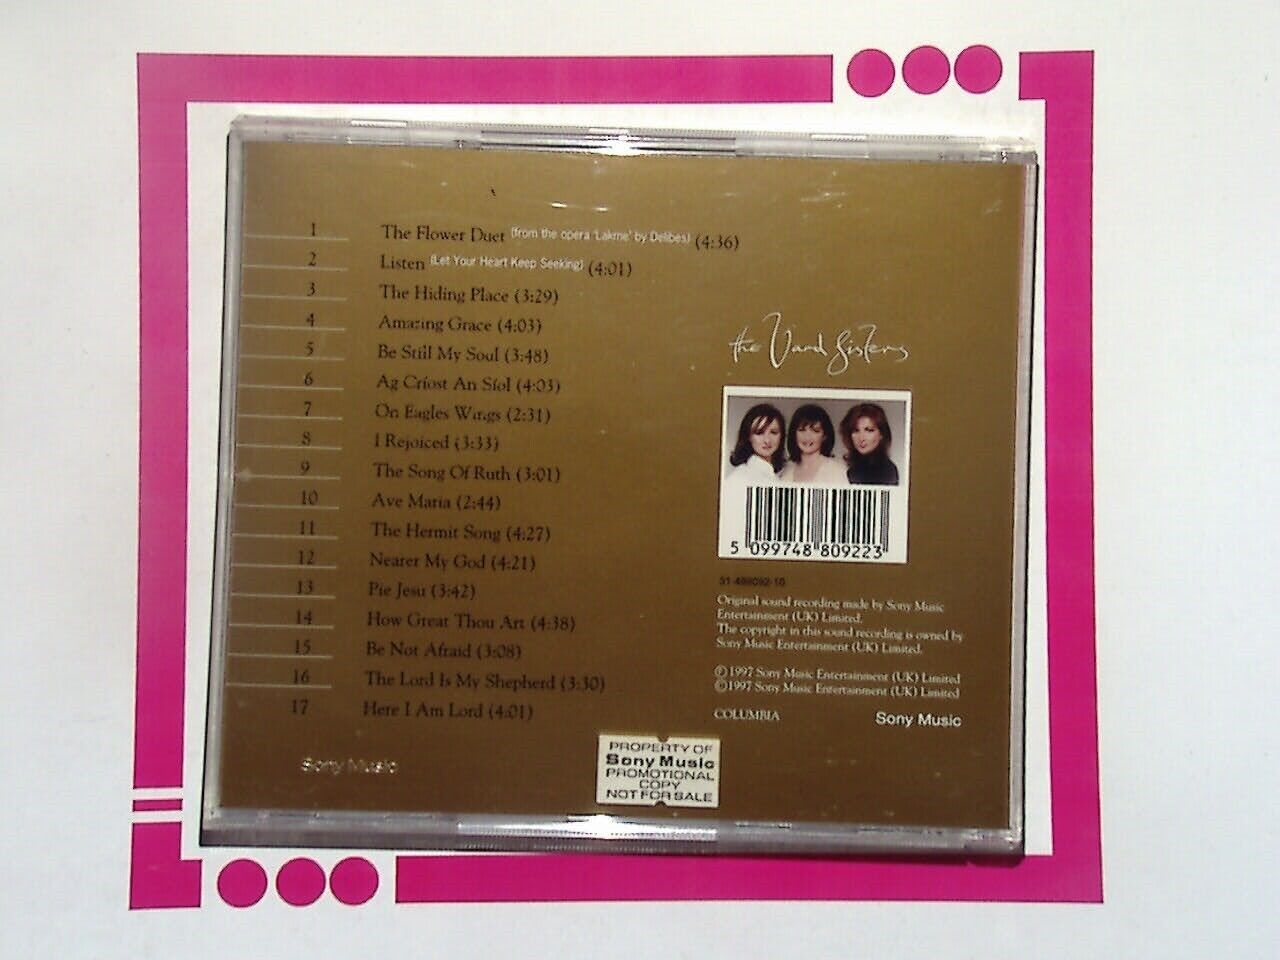 1 The Flower Duet (from the opera 'Lakme' by Delibes) (4:36)
2 Listen (Let Your Heart Keep Seeking) (4:01)
3 The Hiding Place (3:29)
4 Amazing Grace (4:03)
5 Be Still My Soul (3:48)
6 Ag Críost An Síol (4:03)
7 On Eagles Wings (2:31)
8 I Rejoiced (3:33)
9 The Song Of Ruth (3:01)
10 Ave Maria (2:44)
11 The Hermit Song (4:27)
12 Nearer My God (4:21)
13 Pie Jesu (3:42)
14 How Great Thou Art (4:38)
15 Be Not Afraid (3:08)
16 The Lord Is My Shepherd (3:30)
17 Here I Am Lord (4:01)
Sony Music
the Vard Sisters
5 099748 809223
31-488092-10
Original sound recording made by Sony Music
Entertainment (UK) Limited.
The copyright in this sound recording is owned by
Sony Music Entertainment (UK) Limited.
℗1997 Sony Music Entertainment (UK) Limited
©1997 Sony Music Entertainment (UK) Limited
COLUMBIA Sony Music
PROPERTY OF
Sony Music
PROMOTIONAL
COPY
NOT FOR SALE